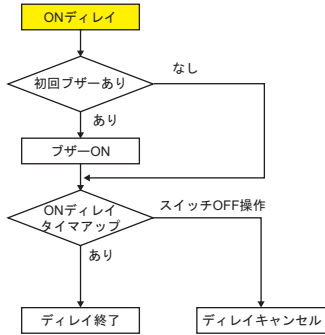 ONディレイ
初回ブザーあり
なし
あり
ブザーON
ONディレイ
タイマアップ
スイッチOFF操作
あり
ディレイ終了
ディレイキャンセル